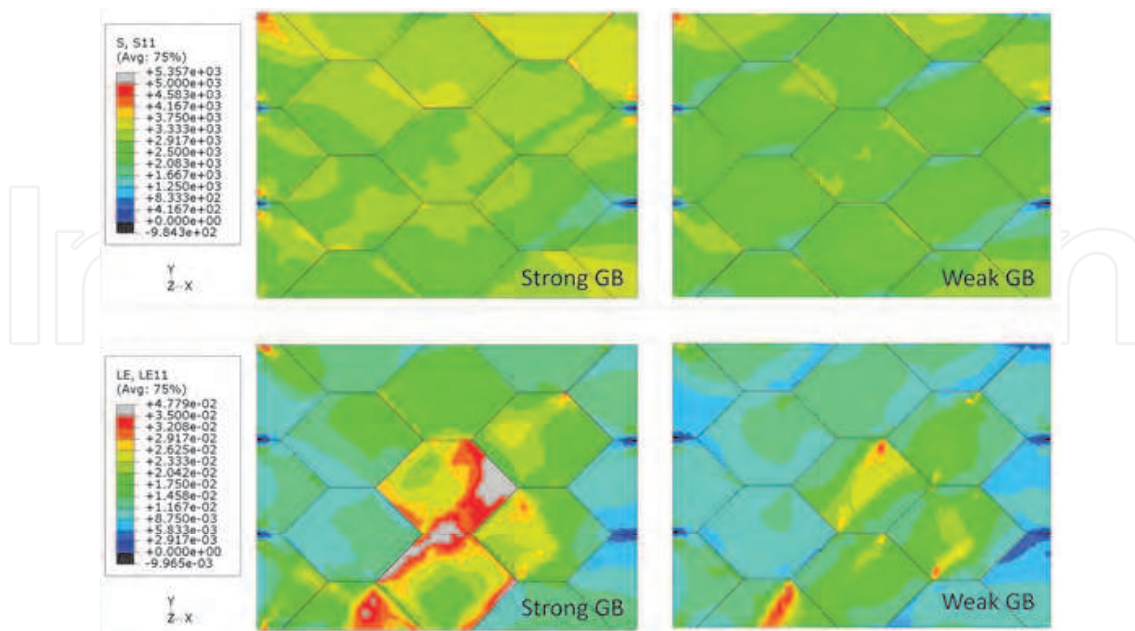 S, S11
(Avg: 75%)
+5.357e+03
+5.000e+03
+4.583e+03
+4.167e+03
+3.750e+03
+3.333e+03
+2.917e+03
+2.500e+03
+2.083e+03
+1.667e+03
+1.250e+03
+8.333e+02
+4.167e+02
+0.000e+00
-9.843e+02
Y
Z X
Strong GB
Weak GB
LE, LE11
(Avg: 75%)
+4.779e-02
+3.500e-02
+3.208e-02
+2.917e-02
+2.625e-02
+2.333e-02
+2.042e-02
+1.750e-02
+1.458e-02
+1.167e-02
+8.750e-03
+5.833e-03
+2.917e-03
+0.000e+00
-9.965e-03
Y
Z X
Strong GB
Weak GB